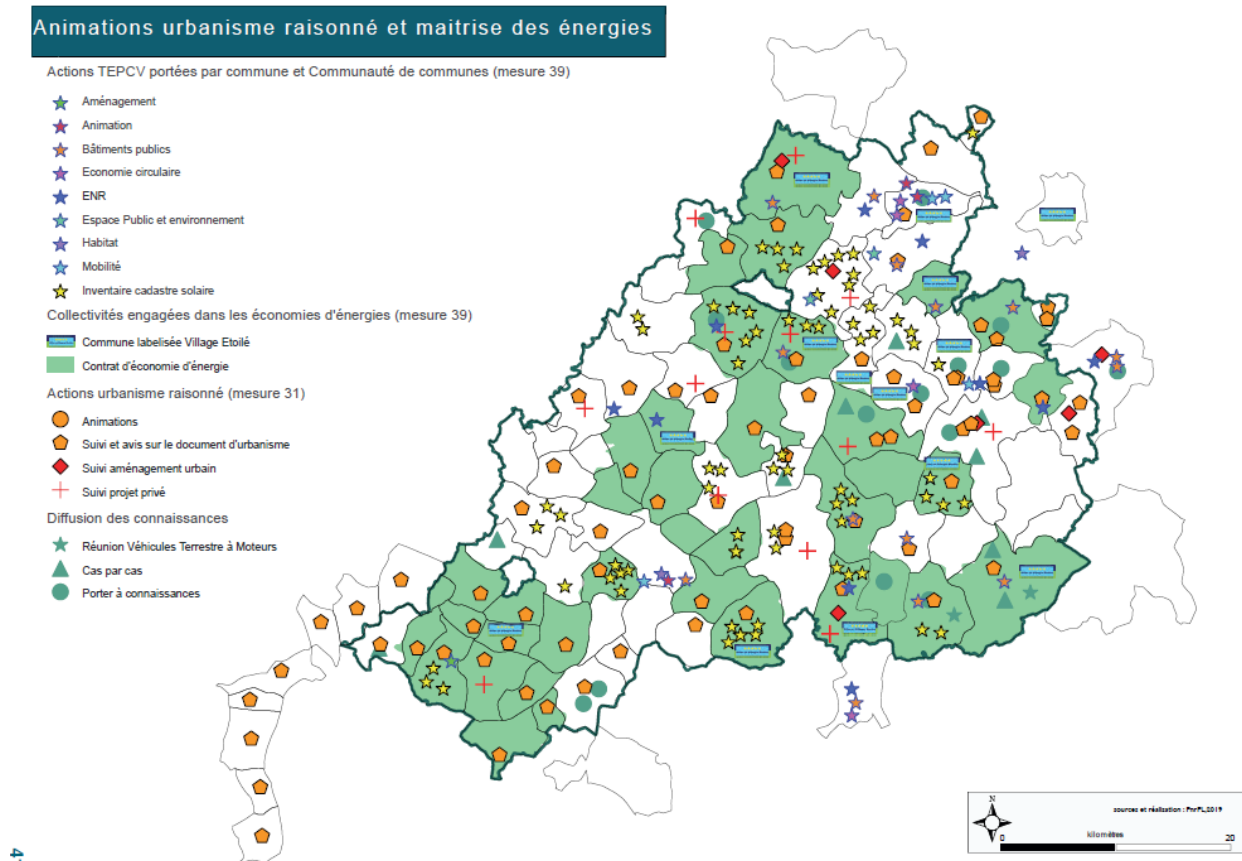 Animations urbanisme raisonné et maitrise des énergies
Actions TEPCV portées par commune et Communauté de communes (mesure 39)
Aménagement
Animation
Bâtiments publics
Economie circulaire
ENR
Espace Public et environnement
Habitat
Mobilité
Inventaire cadastre solaire
Collectivités engagées dans les économies d'énergies (mesure 39)
Commune labelisée Village Etoilé
Contrat d'économie d'énergie
Actions urbanisme raisonné (mesure 31)
Animations
Suivi et avis sur le document d'urbanisme
Suivi aménagement urbain
Suivi projet privé
Diffusion des connaissances
Réunion Véhicules Terrestre à Moteurs
Cas par cas
Porter à connaissances
N
sources et réalisation : PnrPL,2019
kilomètres
0 20